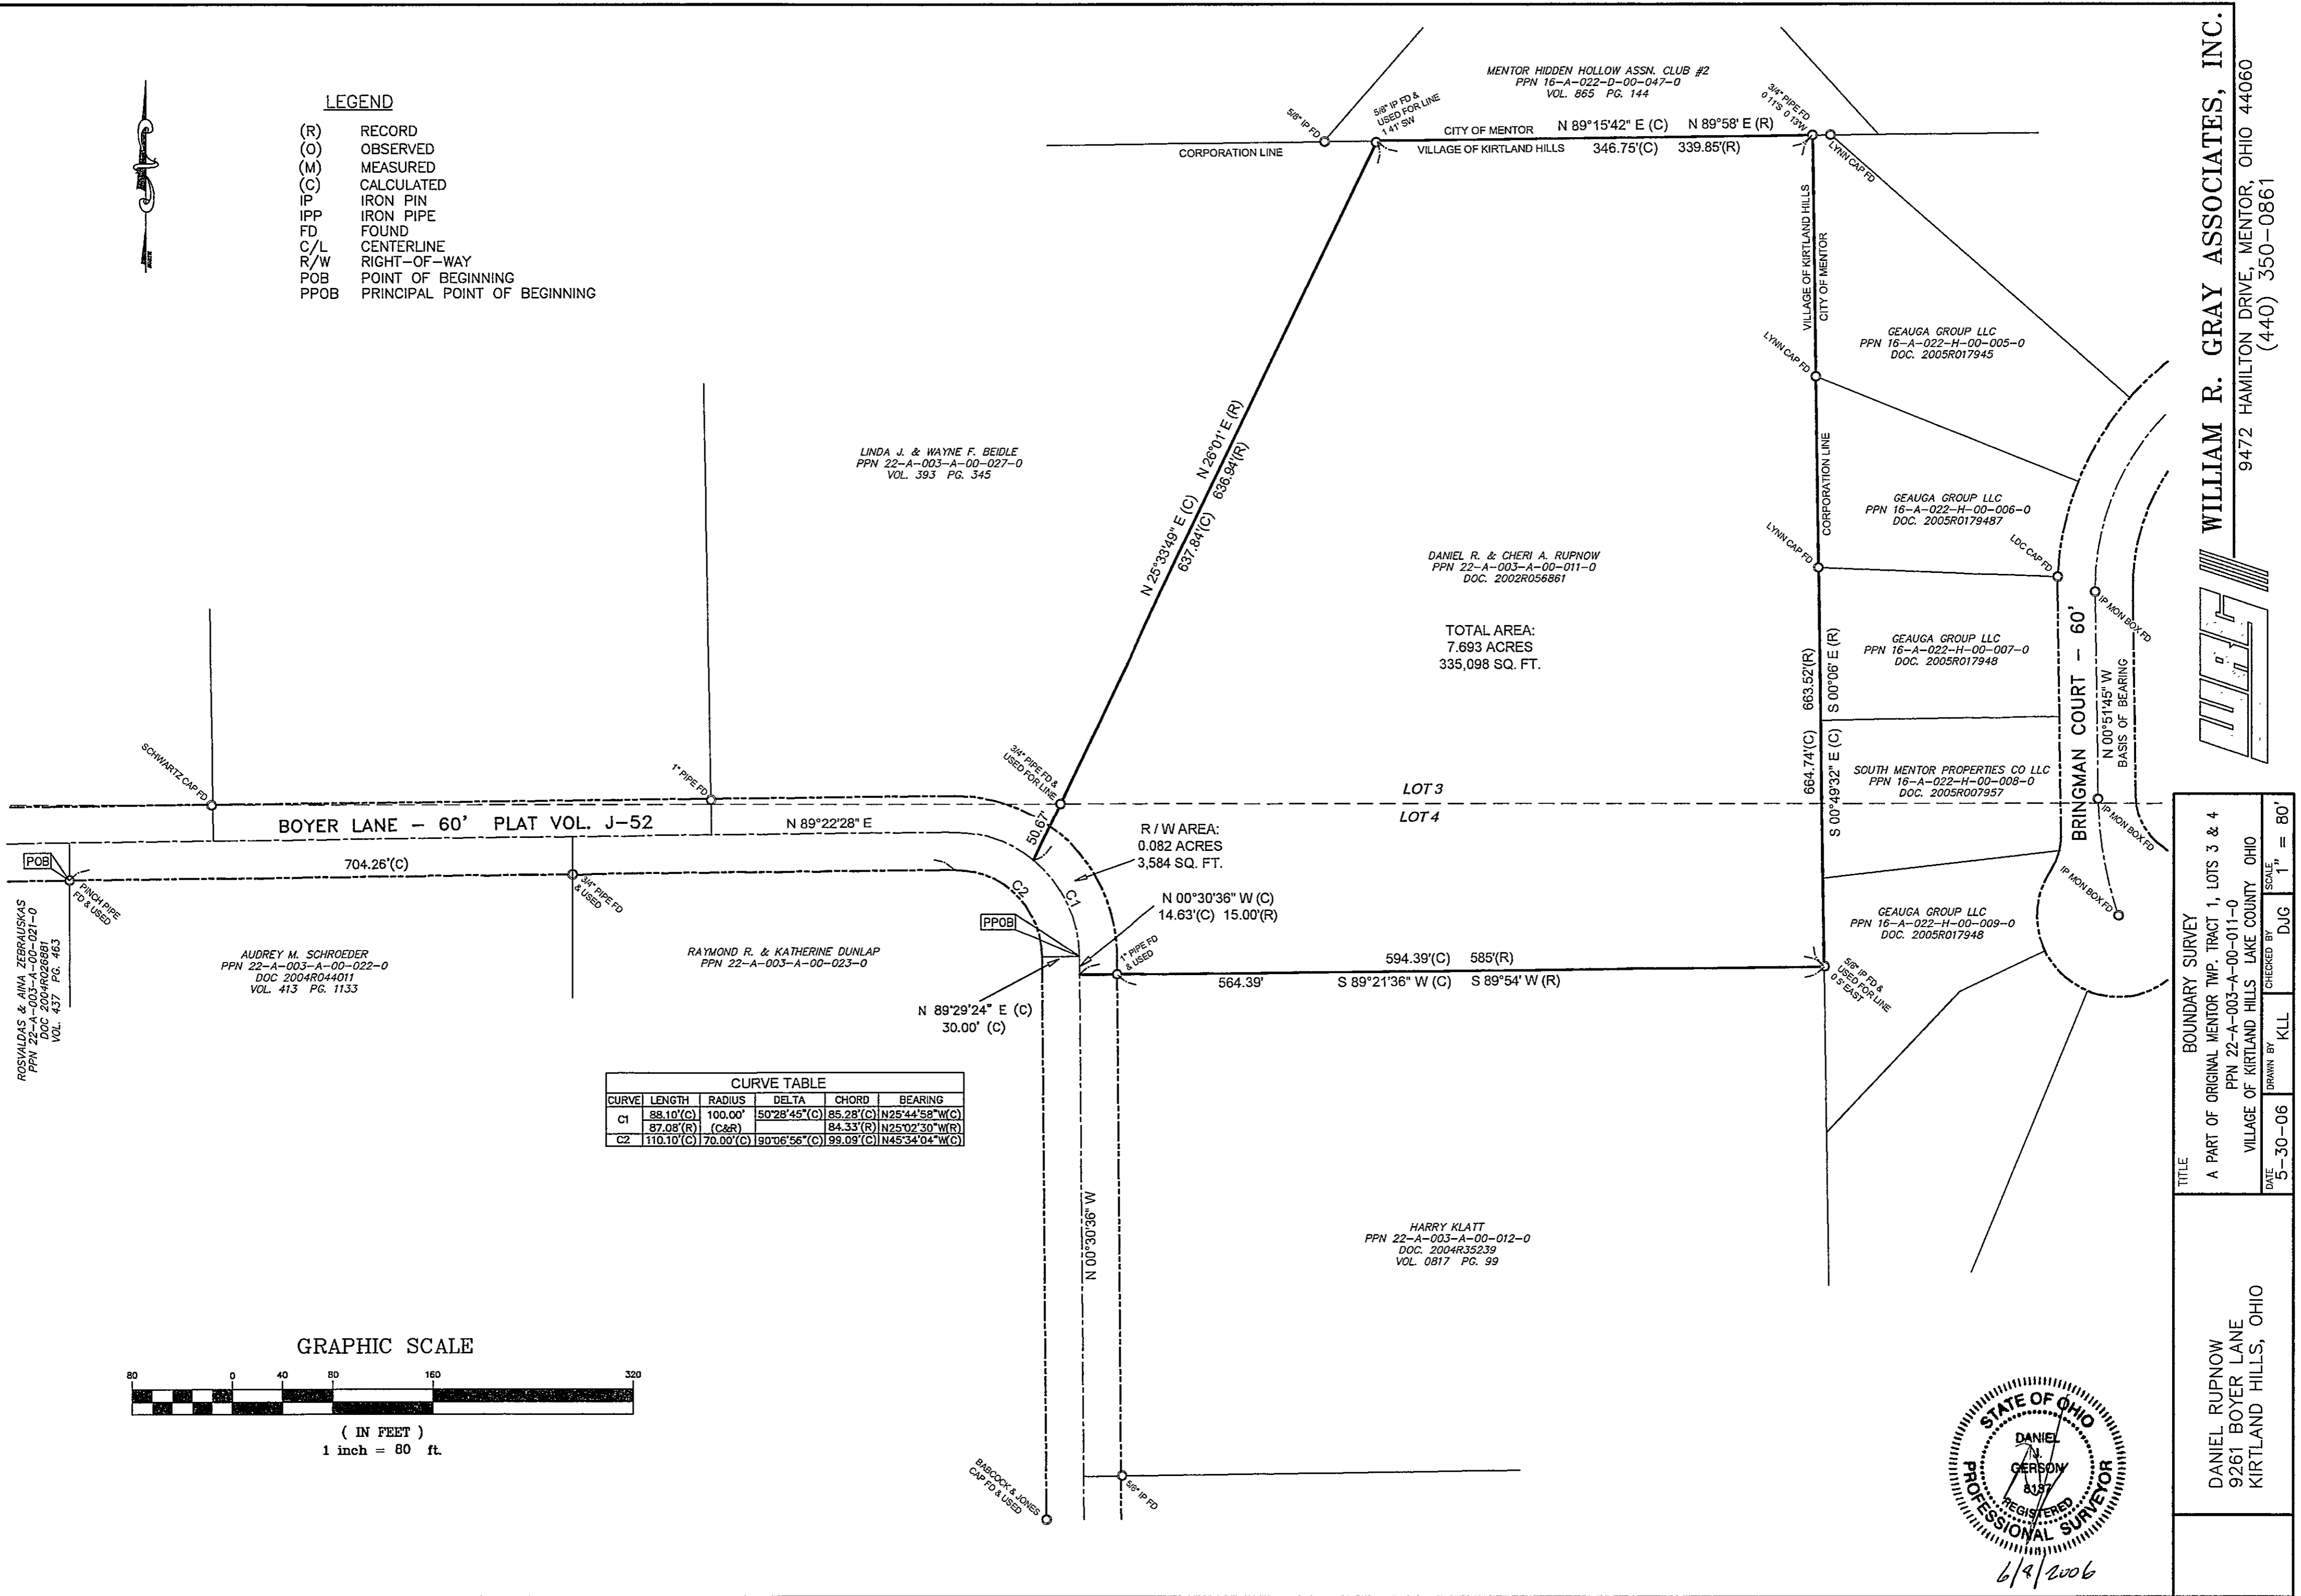 LEGEND
(R) RECORD
(O) OBSERVED
(M) MEASURED
(C) CALCULATED
IP IRON PIN
IPP IRON PIPE
FD FOUND
C/L CENTERLINE
R/W RIGHT-OF-WAY
POB POINT OF BEGINNING
PPOB PRINCIPAL POINT OF BEGINNING
MENTOR HIDDEN HOLLOW ASSN. CLUB #2
PPN 16-A-022-D-00-047-0
VOL. 865 PG. 144
5/8" IP FD
5/8" IP FD &
USED FOR LINE
1 41' SW
3/4" PIPE FD
0 11'S 0 13'W
LYNN CAP FD
CORPORATION LINE
CITY OF MENTOR N 89°15'42" E (C) N 89°58' E (R)
VILLAGE OF KIRTLAND HILLS 346.75'(C) 339.85'(R)
VILLAGE OF KIRTLAND HILLS
CITY OF MENTOR
LYNN CAP FD
GEAUGA GROUP LLC
PPN 16-A-022-H-00-005-0
DOC. 2005R017945
LINDA J. & WAYNE F. BEIDLE
PPN 22-A-003-A-00-027-0
VOL. 393 PG. 345
N 25°33'49" E (C) N 26°01' E (R)
637.84'(C) 636.94'(R)
CORPORATION LINE
GEAUGA GROUP LLC
PPN 16-A-022-H-00-006-0
DOC. 2005R0179487
LYNN CAP FD
LDC CAP FD
DANIEL R. & CHERI A. RUPNOW
PPN 22-A-003-A-00-011-0
DOC. 2002R056861
TOTAL AREA:
7.693 ACRES
335,098 SQ. FT.
664.74'(C) 663.52'(R)
S 00°49'32" E (C) S 00°06' E (R)
GEAUGA GROUP LLC
PPN 16-A-022-H-00-007-0
DOC. 2005R017948
IP MON BOX FD
BRINGMAN COURT - 60'
N 00°51'45" W
BASIS OF BEARING
SOUTH MENTOR PROPERTIES CO LLC
PPN 16-A-022-H-00-008-0
DOC. 2005R007957
IP MON BOX FD
IP MON BOX FD
GEAUGA GROUP LLC
PPN 16-A-022-H-00-009-0
DOC. 2005R017948
SCHWARTZ CAP FD
1" PIPE FD
3/4" PIPE FD &
USED FOR LINE
LOT 3
LOT 4
BOYER LANE - 60' PLAT VOL. J-52
N 89°22'28" E
50.67'
R / W AREA:
0.082 ACRES
3,584 SQ. FT.
POB
704.26'(C)
PINCH PIPE
FD & USED
3/4" PIPE FD
& USED
C2
C1
N 00°30'36" W (C)
14.63'(C) 15.00'(R)
PPOB
1" PIPE FD
& USED
ROSVALDAS & AINA ZEBRAUSKAS
PPN 22-A-003-A-00-021-0
DOC 2004R026881
VOL. 437 PG. 463
AUDREY M. SCHROEDER
PPN 22-A-003-A-00-022-0
DOC 2004R044011
VOL. 413 PG. 1133
RAYMOND R. & KATHERINE DUNLAP
PPN 22-A-003-A-00-023-0
594.39'(C) 585'(R)
564.39' S 89°21'36" W (C) S 89°54' W (R)
5/8" IP FD &
USED FOR LINE
0 5' EAST
N 89°29'24" E (C)
30.00' (C)
CURVE TABLE
CURVE LENGTH RADIUS DELTA CHORD BEARING
C1 88.10'(C) 100.00' 50°28'45"(C) 85.28'(C) N25°44'58"W(C)
87.08'(R) (C&R) 84.33'(R) N25°02'30"W(R)
C2 110.10'(C) 70.00'(C) 90°06'56"(C) 99.09'(C) N45°34'04"W(C)
N 00°30'36" W
HARRY KLATT
PPN 22-A-003-A-00-012-0
DOC. 2004R35239
VOL. 0817 PG. 99
GRAPHIC SCALE
80 0 40 80 160 320
( IN FEET )
1 inch = 80 ft.
BABCOCK & JONES
CAP FD & USED
5/8" IP FD
STATE OF OHIO
DANIEL
J.
GERSON
8187
REGISTERED
PROFESSIONAL SURVEYOR
6/8/2006
WILLIAM R. GRAY ASSOCIATES, INC.
9472 HAMILTON DRIVE, MENTOR, OHIO 44060
(440) 350-0861
WRG
TITLE
BOUNDARY SURVEY
A PART OF ORIGINAL MENTOR TWP. TRACT 1, LOTS 3 & 4
PPN 22-A-003-A-00-011-0
VILLAGE OF KIRTLAND HILLS LAKE COUNTY OHIO
DATE 5-30-06
DRAWN BY KLL
CHECKED BY DJG
SCALE 1" = 80'
DANIEL RUPNOW
9261 BOYER LANE
KIRTLAND HILLS, OHIO